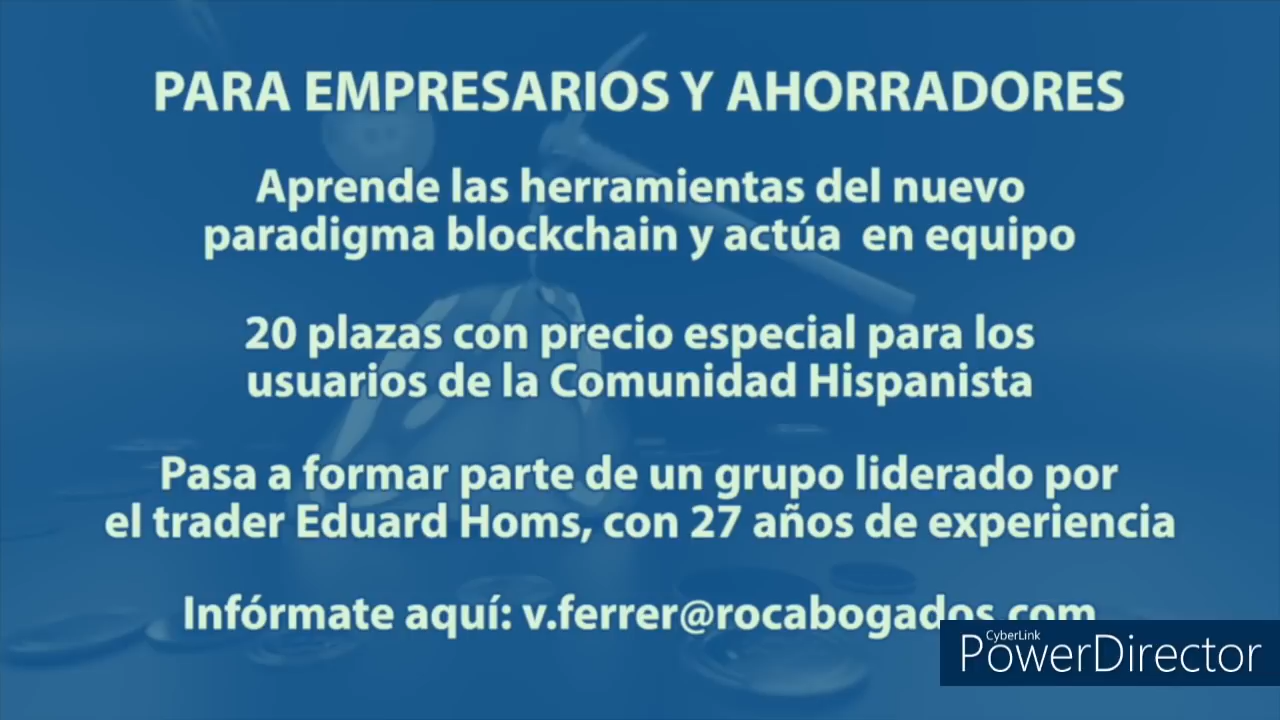 PARA EMPRESARIOS Y AHORRADORES
Aprende las herramientas del nuevo
paradigma blockchain y actúa  en equipo
20 plazas con precio especial para los
usuarios de la Comunidad Hispanista
Pasa a formar parte de un grupo liderado por
el trader Eduard Homs, con 27 años de experiencia
Infórmate aquí: v.ferrer@rocabogados.com
CyberLink
PowerDirector